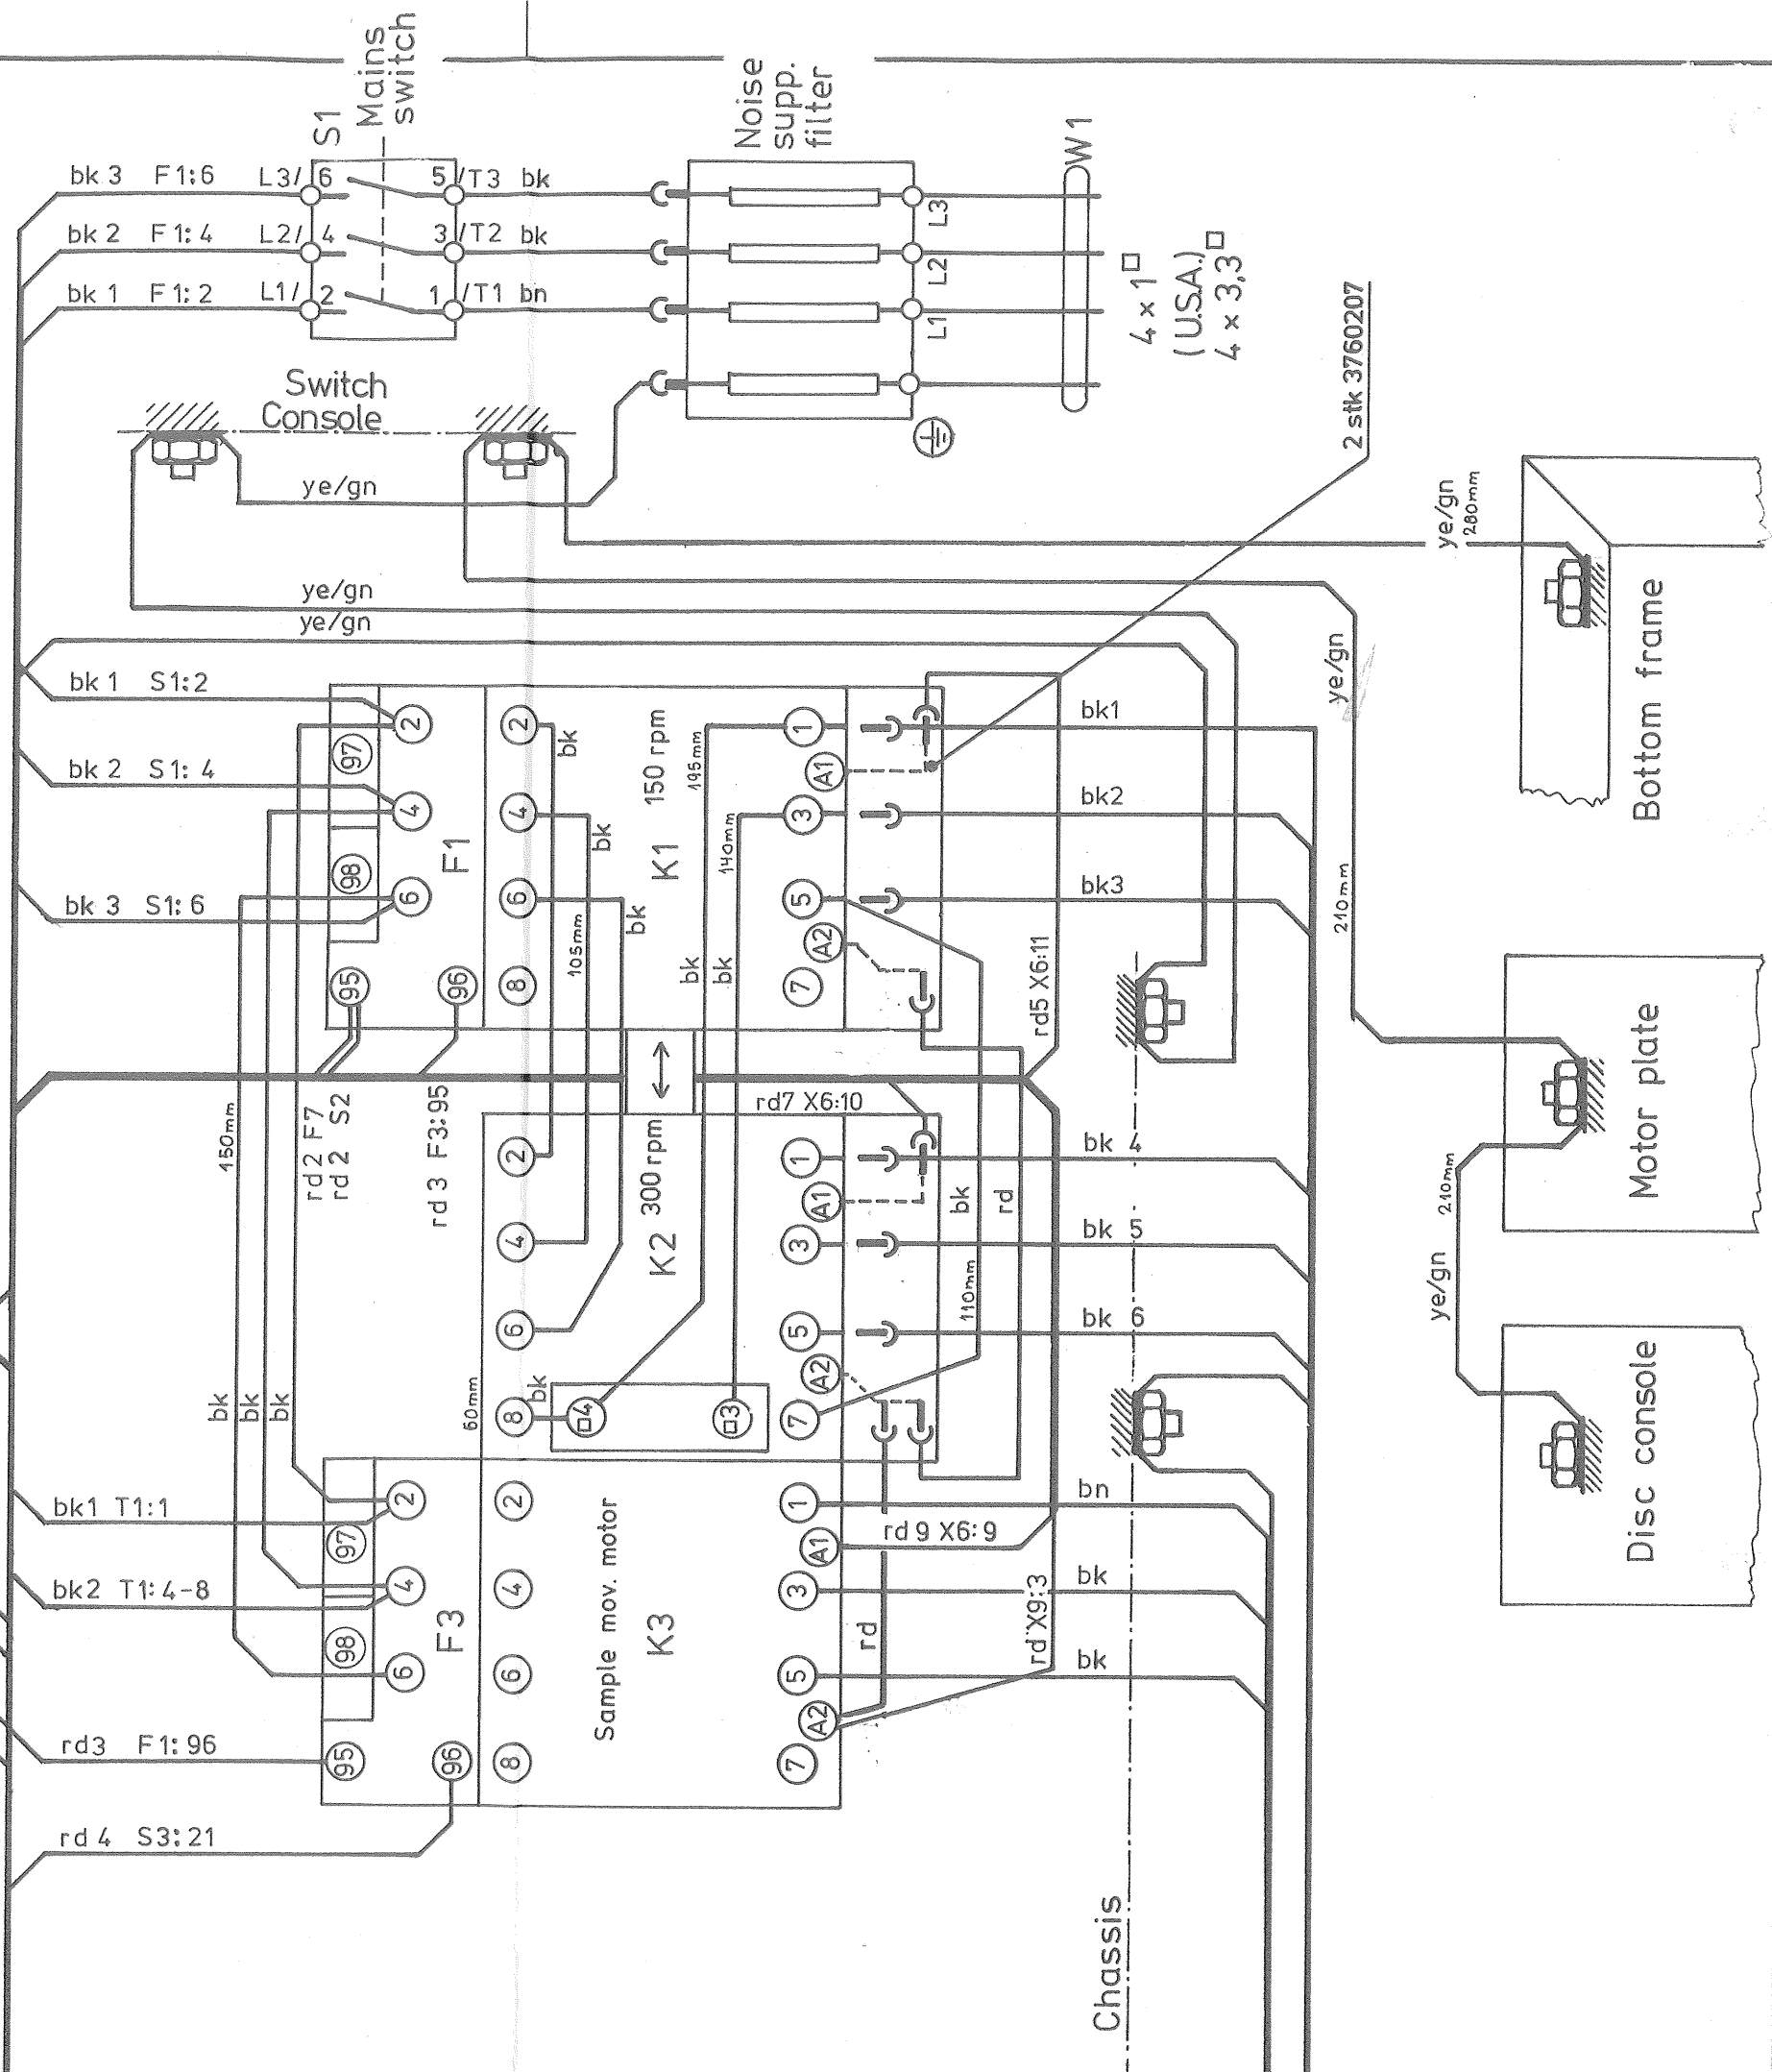 Mains
switch
S1
Noise
supp.
filter
W1
bk 3 F1:6 L3/ 6 5 /T3 bk
L3
bk 2 F1:4 L2/ 4 3 /T2 bk
L2
bk 1 F1:2 L1/ 2 1 /T1 bn
L1
4 × 1□
(U.S.A.)
4 × 3,3□
Switch
Console
2 stk 3760207
ye/gn
ye/gn
280mm
ye/gn
ye/gn
ye/gn
210mm
Bottom frame
bk 1 S1:2
2
97
bk 2 S1:4
4
98
bk 3 S1:6
6
95
96
F1
2
bk
4
bk
6
bk
8
105mm
K1
150 rpm
195mm
140mm
bk
bk
1
A1
3
5
A2
7
bk1
bk2
bk3
rd5 X6:11
rd 2 F7
rd 2 S2
rd 3 F3:95
150mm
bk
bk
bk
↔
rd7 X6:10
2
4
6
8
bk
60mm
K2
300 rpm
□4
□3
1
A1
3
5
A2
7
bk
rd
110mm
bk 4
bk 5
bk 6
Motor plate
210mm
ye/gn
Disc console
bk1 T1:1
2
97
bk2 T1:4-8
4
98
6
F3
rd3 F1:96
95
96
rd 4 S3:21
2
4
6
8
Sample mov. motor
K3
1
A1
3
5
A2
7
rd 9 X6:9
rd
rd X9:3
bn
bk
bk
Chassis